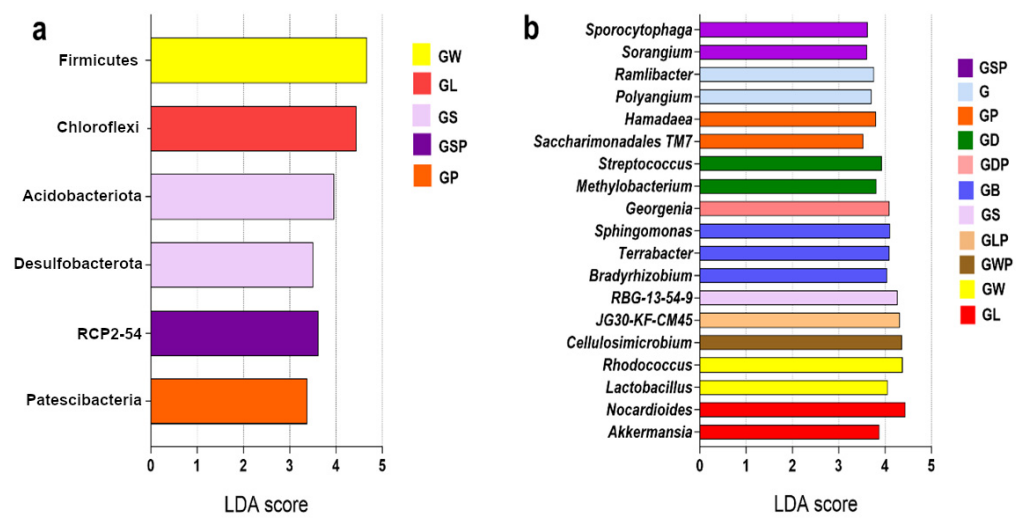 a
Firmicutes
Chloroflexi
Acidobacteriota
Desulfobacterota
RCP2-54
Patescibacteria
0 1 2 3 4 5
LDA score
GW
GL
GS
GSP
GP
b
Sporocytophaga
Sorangium
Ramlibacter
Polyangium
Hamadaea
Saccharimonadales TM7
Streptococcus
Methylobacterium
Georgenia
Sphingomonas
Terrabacter
Bradyrhizobium
RBG-13-54-9
JG30-KF-CM45
Cellulosimicrobium
Rhodococcus
Lactobacillus
Nocardioides
Akkermansia
0 1 2 3 4 5
LDA score
GSP
G
GP
GD
GDP
GB
GS
GLP
GWP
GW
GL